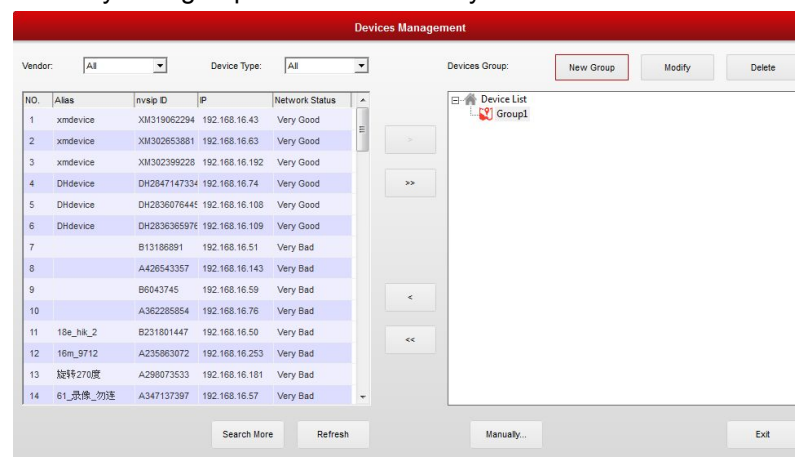 Devices Management
Vendor: All Device Type: All Devices Group: New Group Modify Delete
NO. Alias nvsip ID IP Network Status
Device List
Group1
1 xmdevice XM319062294 192.168.16.43 Very Good
2 xmdevice XM302653881 192.168.16.63 Very Good
3 xmdevice XM302399228 192.168.16.192 Very Good
4 DHdevice DH2847147334 192.168.16.74 Very Good
5 DHdevice DH2836076445 192.168.16.108 Very Good
6 DHdevice DH2836365976 192.168.16.109 Very Good
7 B13186891 192.168.16.51 Very Bad
8 A426543357 192.168.16.143 Very Bad
9 B6043745 192.168.16.59 Very Bad
10 A362285854 192.168.16.76 Very Bad
11 18e_hik_2 B231801447 192.168.16.50 Very Bad
12 16m_9712 A235863072 192.168.16.253 Very Bad
13 旋转270度 A298073533 192.168.16.181 Very Bad
14 61_录像_勿连 A347137397 192.168.16.57 Very Bad
>
>>
<
<<
Search More Refresh Manually... Exit